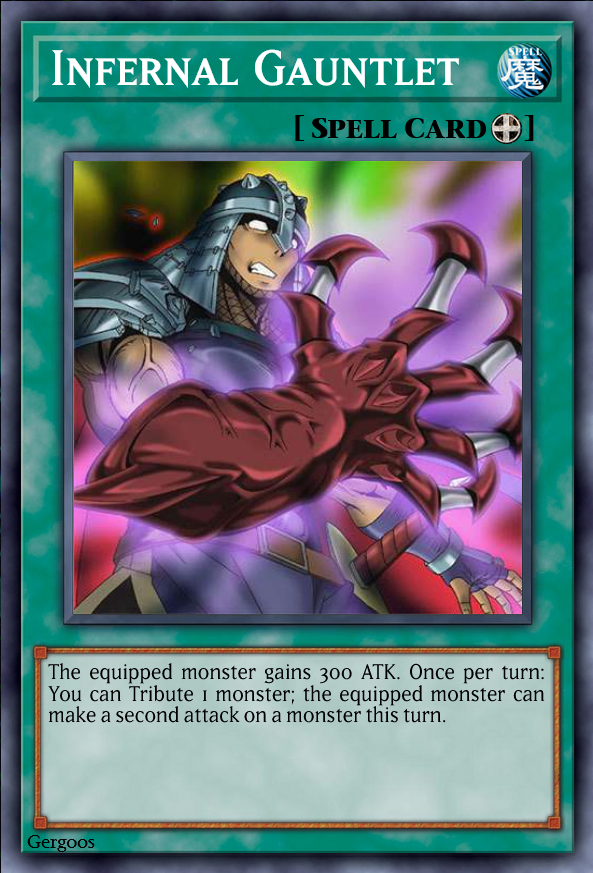 Infernal Gauntlet
SPELL
魔
[ Spell Card ]
The equipped monster gains 300 ATK. Once per turn:
You can Tribute 1 monster; the equipped monster can
make a second attack on a monster this turn.
Gergoos